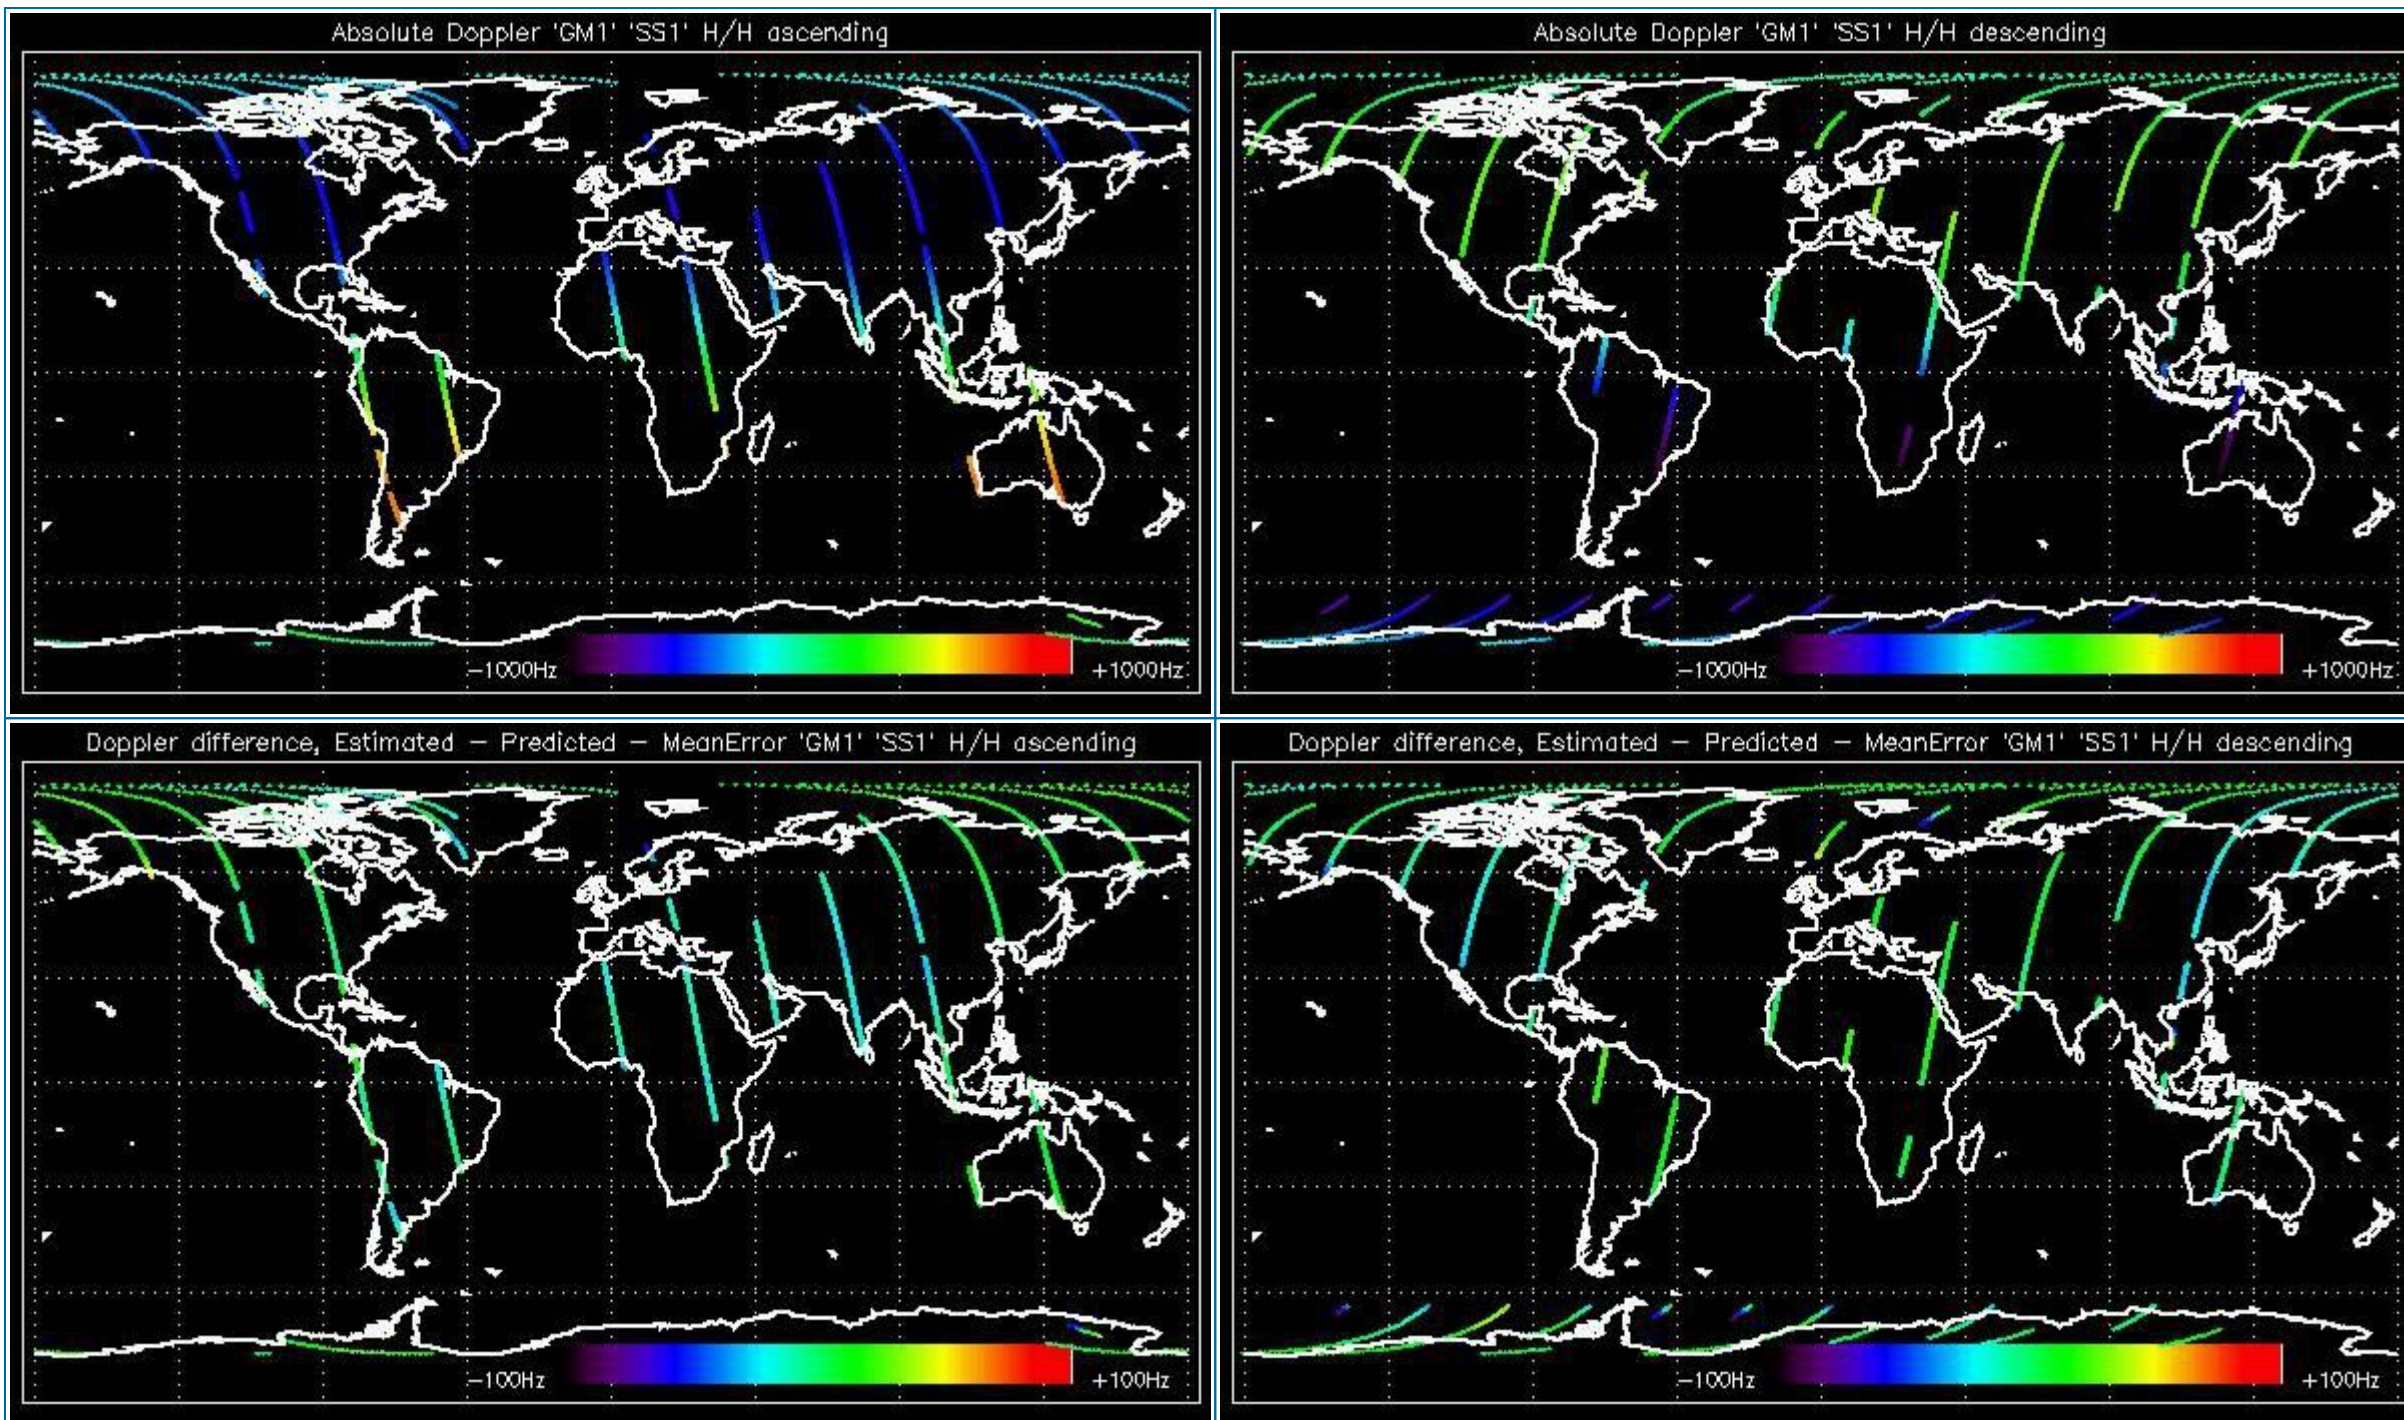 Absolute Doppler 'GM1' 'SS1' H/H ascending
−1000Hz
+1000Hz
Absolute Doppler 'GM1' 'SS1' H/H descending
−1000Hz
+1000Hz
Doppler difference, Estimated − Predicted − MeanError 'GM1' 'SS1' H/H ascending
−100Hz
+100Hz
Doppler difference, Estimated − Predicted − MeanError 'GM1' 'SS1' H/H descending
−100Hz
+100Hz